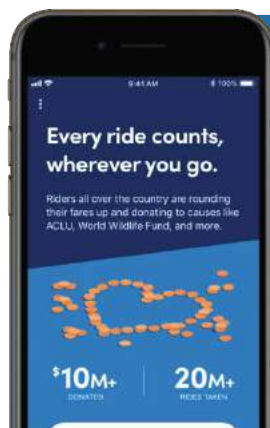 9:41 AM
100%
Every ride counts,
wherever you go.
Riders all over the country are rounding
their fares up and donating to causes like
ACLU, World Wildlife Fund, and more.
$10M+
20M+
DONATED
RIDES TAKEN